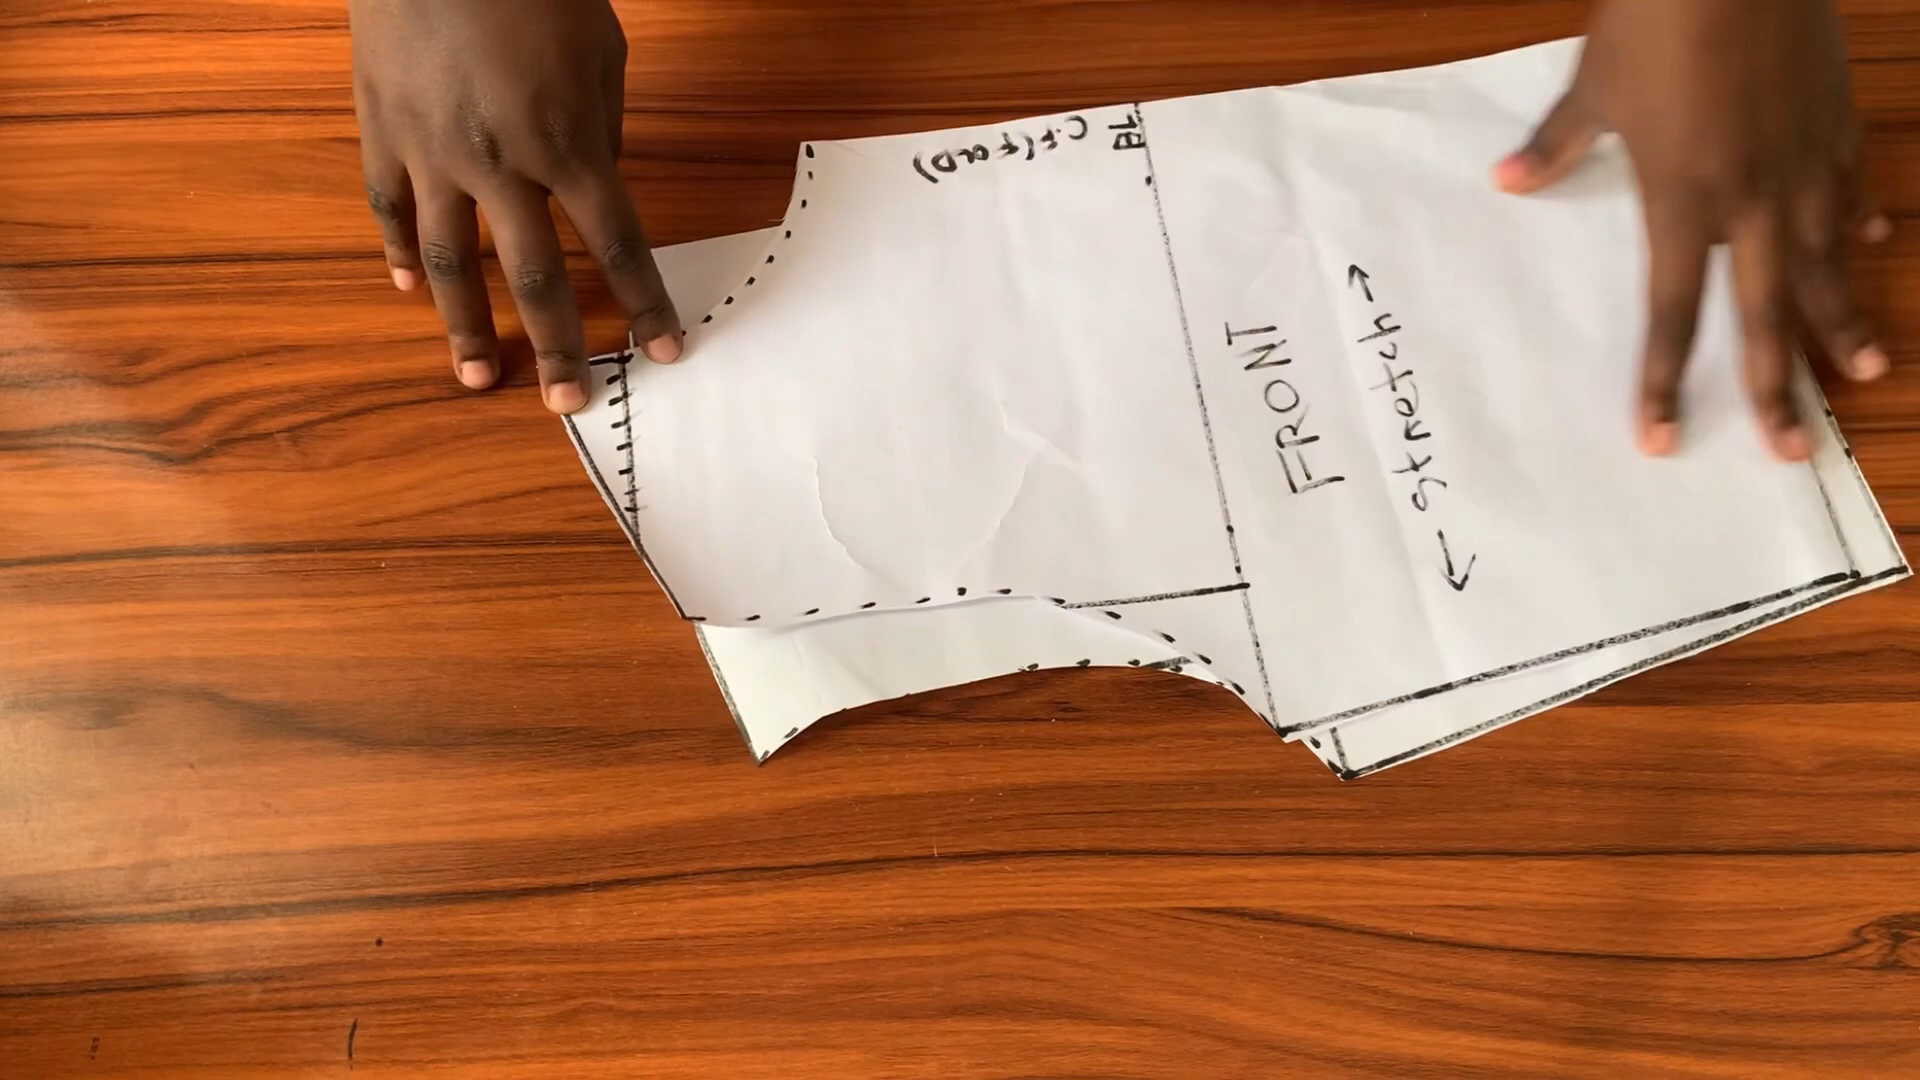 C.F(FOLD)
BL
FRONT
← Stretch →